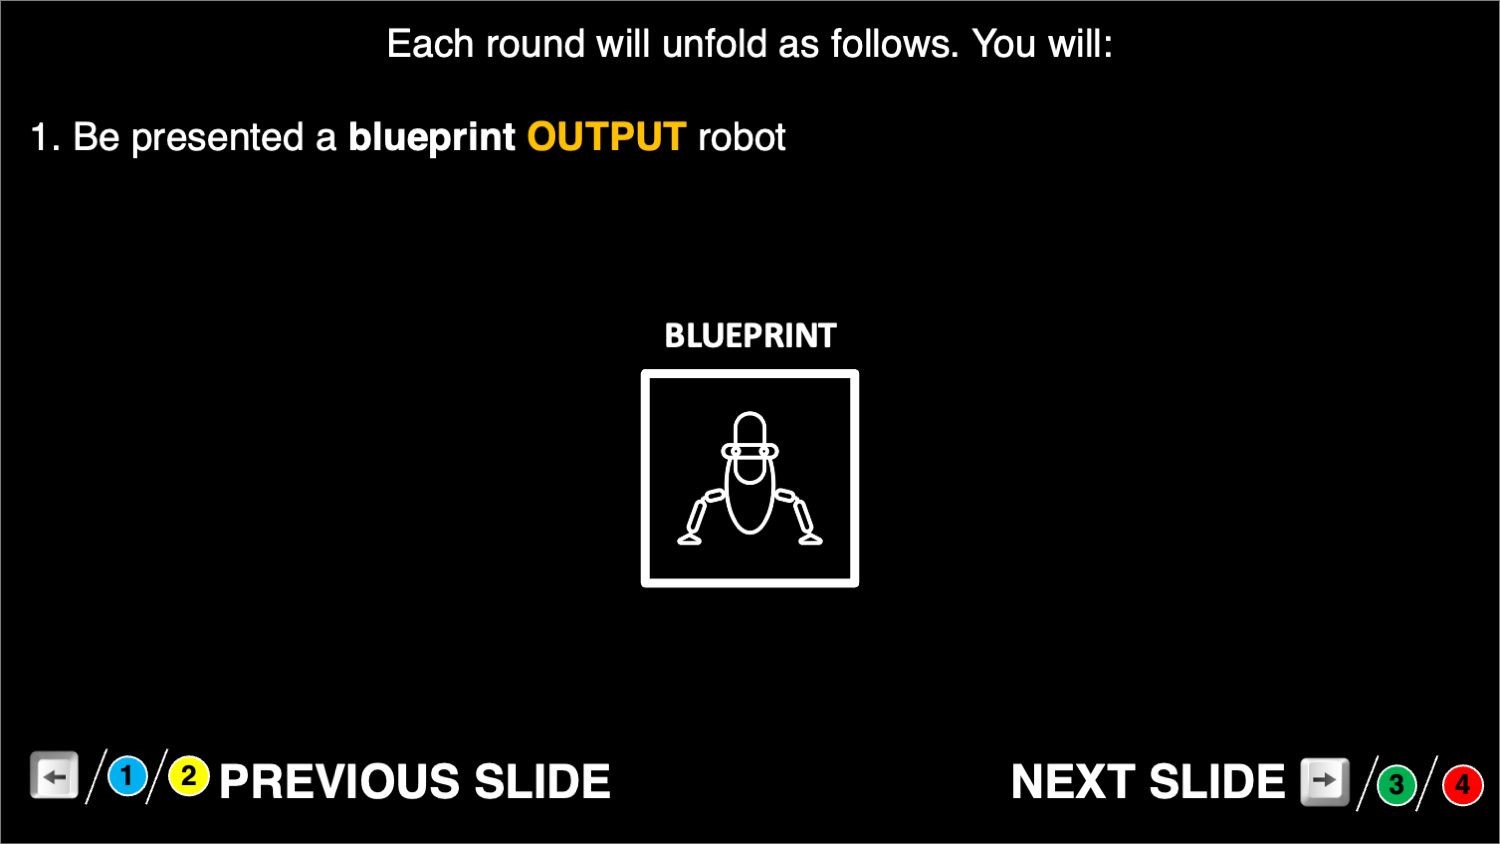 Each round will unfold as follows. You will:
1. Be presented a blueprint OUTPUT robot
BLUEPRINT
← / 1 / 2 PREVIOUS SLIDE
NEXT SLIDE → / 3 / 4